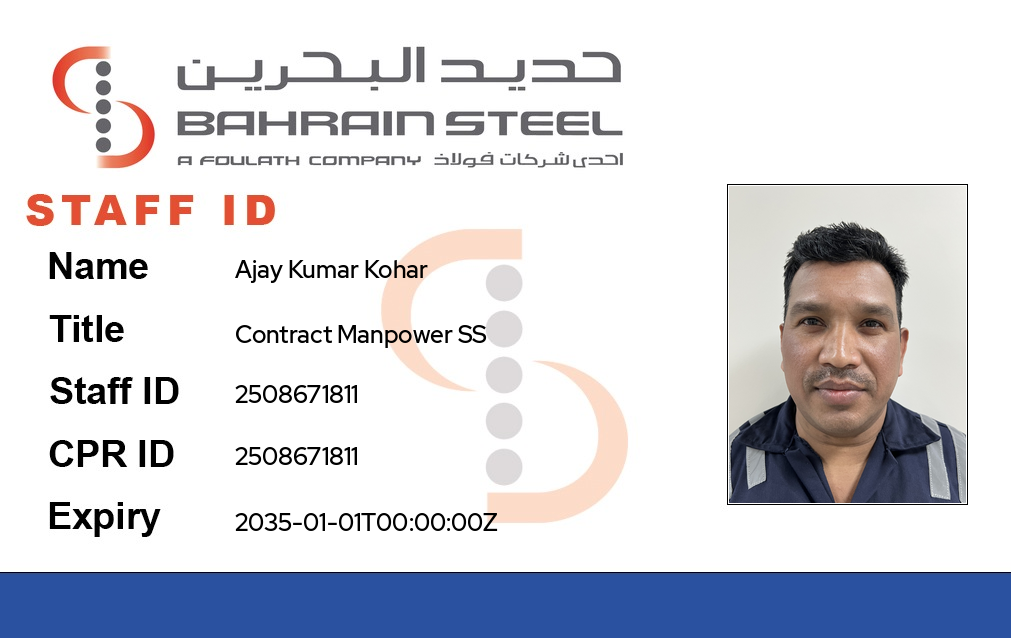 حديد البحرين
BAHRAIN STEEL
A FOULATH COMPANY احدى شركات فولاذ
STAFF ID
Name Ajay Kumar Kohar
Title Contract Manpower SS
Staff ID 2508671811
CPR ID 2508671811
Expiry 2035-01-01T00:00:00Z